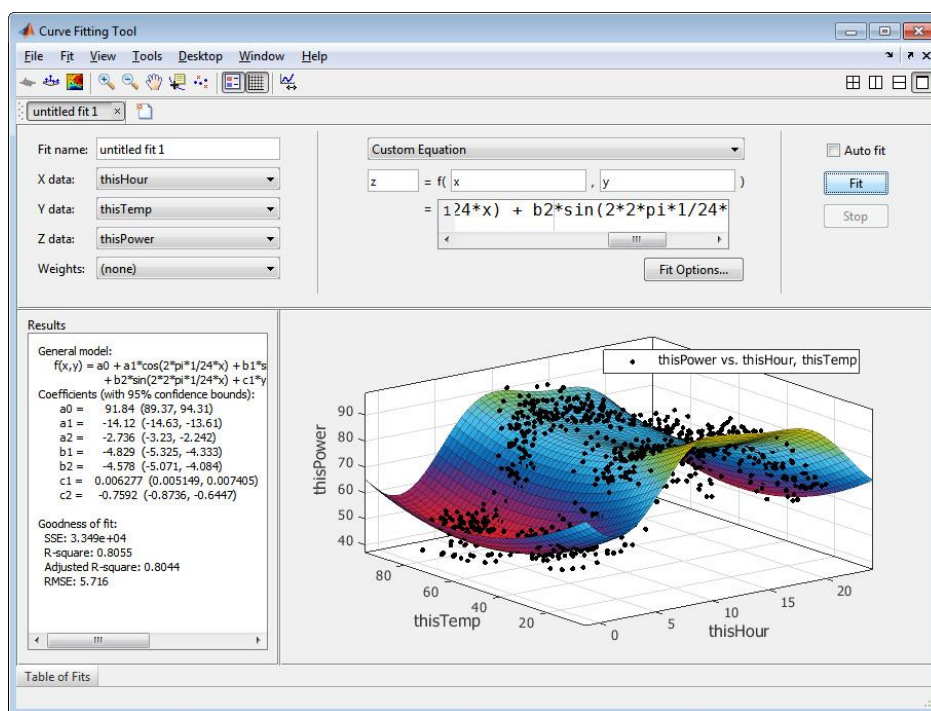 Curve Fitting Tool
File Fit View Tools Desktop Window Help
untitled fit 1
Fit name: untitled fit 1
X data: thisHour
Y data: thisTemp
Z data: thisPower
Weights: (none)
Custom Equation
z = f( x , y )
= 1 24*x) + b2*sin(2*2*pi*1/24*
Fit Options...
Auto fit
Fit
Stop
Results
General model:
f(x,y) = a0 + a1*cos(2*pi*1/24*x) + b1*s
+ b2*sin(2*2*pi*1/24*x) + c1*y
Coefficients (with 95% confidence bounds):
a0 = 91.84 (89.37, 94.31)
a1 = -14.12 (-14.63, -13.61)
a2 = -2.736 (-3.23, -2.242)
b1 = -4.829 (-5.325, -4.333)
b2 = -4.578 (-5.071, -4.084)
c1 = 0.006277 (0.005149, 0.007405)
c2 = -0.7592 (-0.8736, -0.6447)
Goodness of fit:
SSE: 3.349e+04
R-square: 0.8055
Adjusted R-square: 0.8044
RMSE: 5.716
thisPower vs. thisHour, thisTemp
thisPower
90
80
70
60
50
40
80
60
40
20
thisTemp
0
5
10
15
20
thisHour
Table of Fits